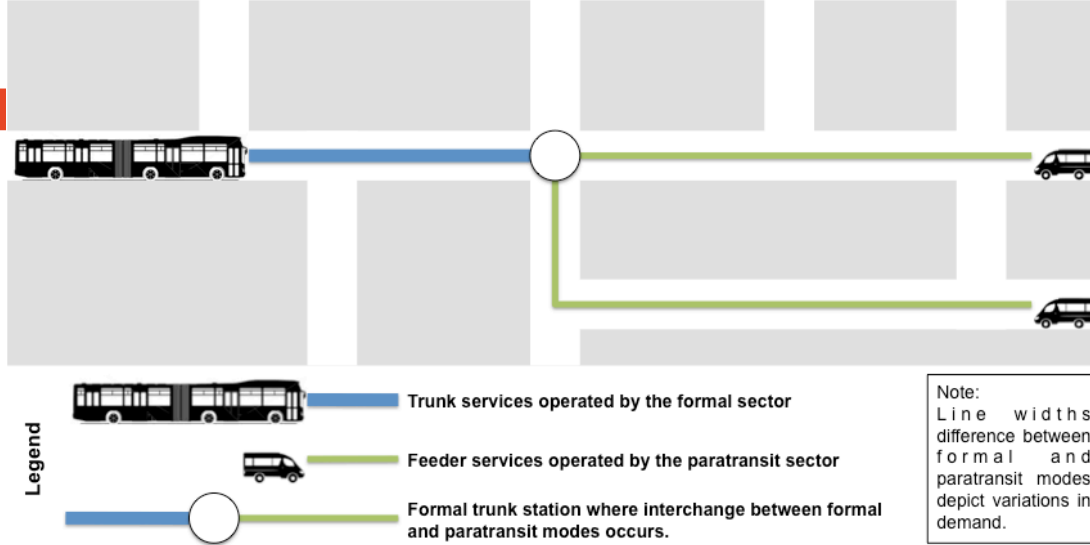 Legend
Trunk services operated by the formal sector
Feeder services operated by the paratransit sector
Formal trunk station where interchange between formal
and paratransit modes occurs.
Note:
Line widths
difference between
formal and
paratransit modes
depict variations in
demand.